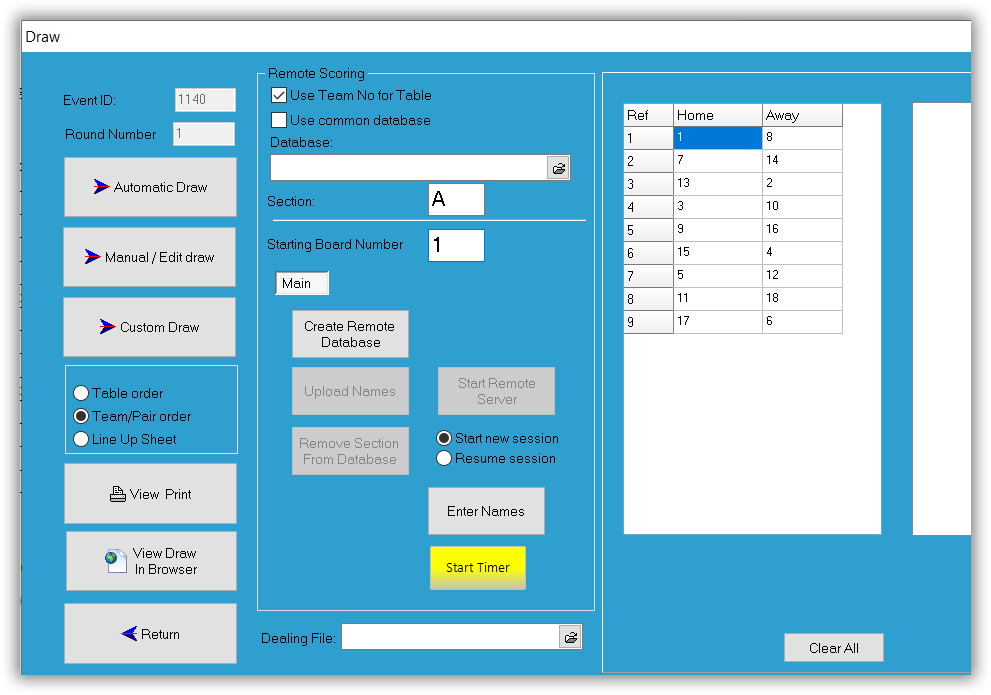 Draw
Event ID: 1140
Round Number 1
Automatic Draw
Manual / Edit draw
Custom Draw
Table order
Team/Pair order
Line Up Sheet
View Print
View Draw
In Browser
Return
Remote Scoring
Use Team No for Table
Use common database
Database:
Section: A
Starting Board Number 1
Main
Create Remote
Database
Upload Names
Start Remote
Server
Remove Section
From Database
Start new session
Resume session
Enter Names
Start Timer
Dealing File:
Ref Home Away
1 1 8
2 7 14
3 13 2
4 3 10
5 9 16
6 15 4
7 5 12
8 11 18
9 17 6
Clear All